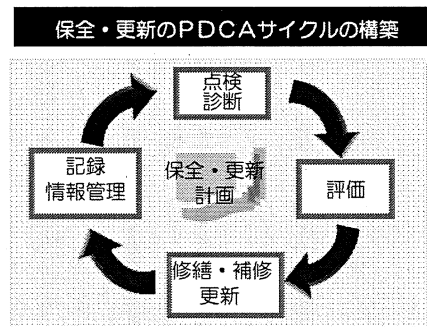 保全・更新のPDCAサイクルの構築
点検
診断
記録
情報管理
保全・更新
計画
評価
修繕・補修
更新